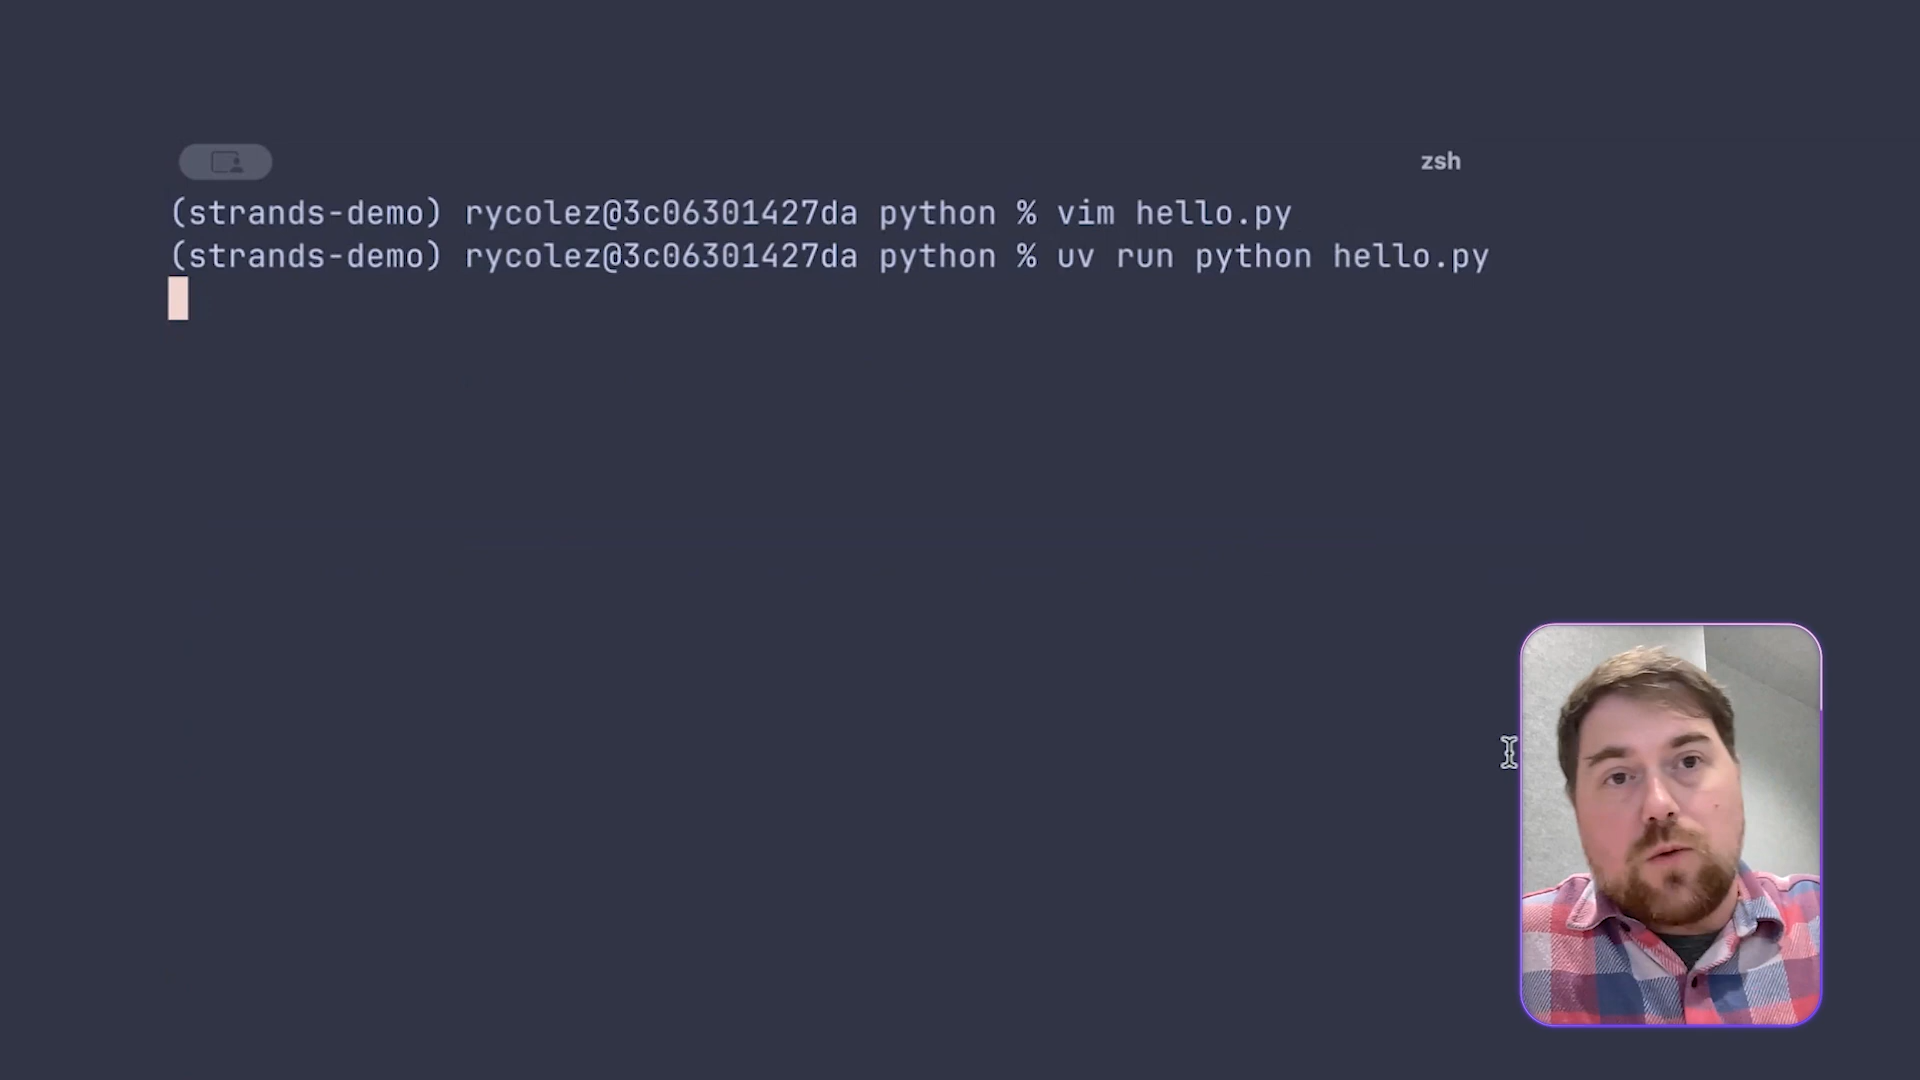 zsh
(strands-demo) rycolez@3c06301427da python % vim hello.py
(strands-demo) rycolez@3c06301427da python % uv run python hello.py